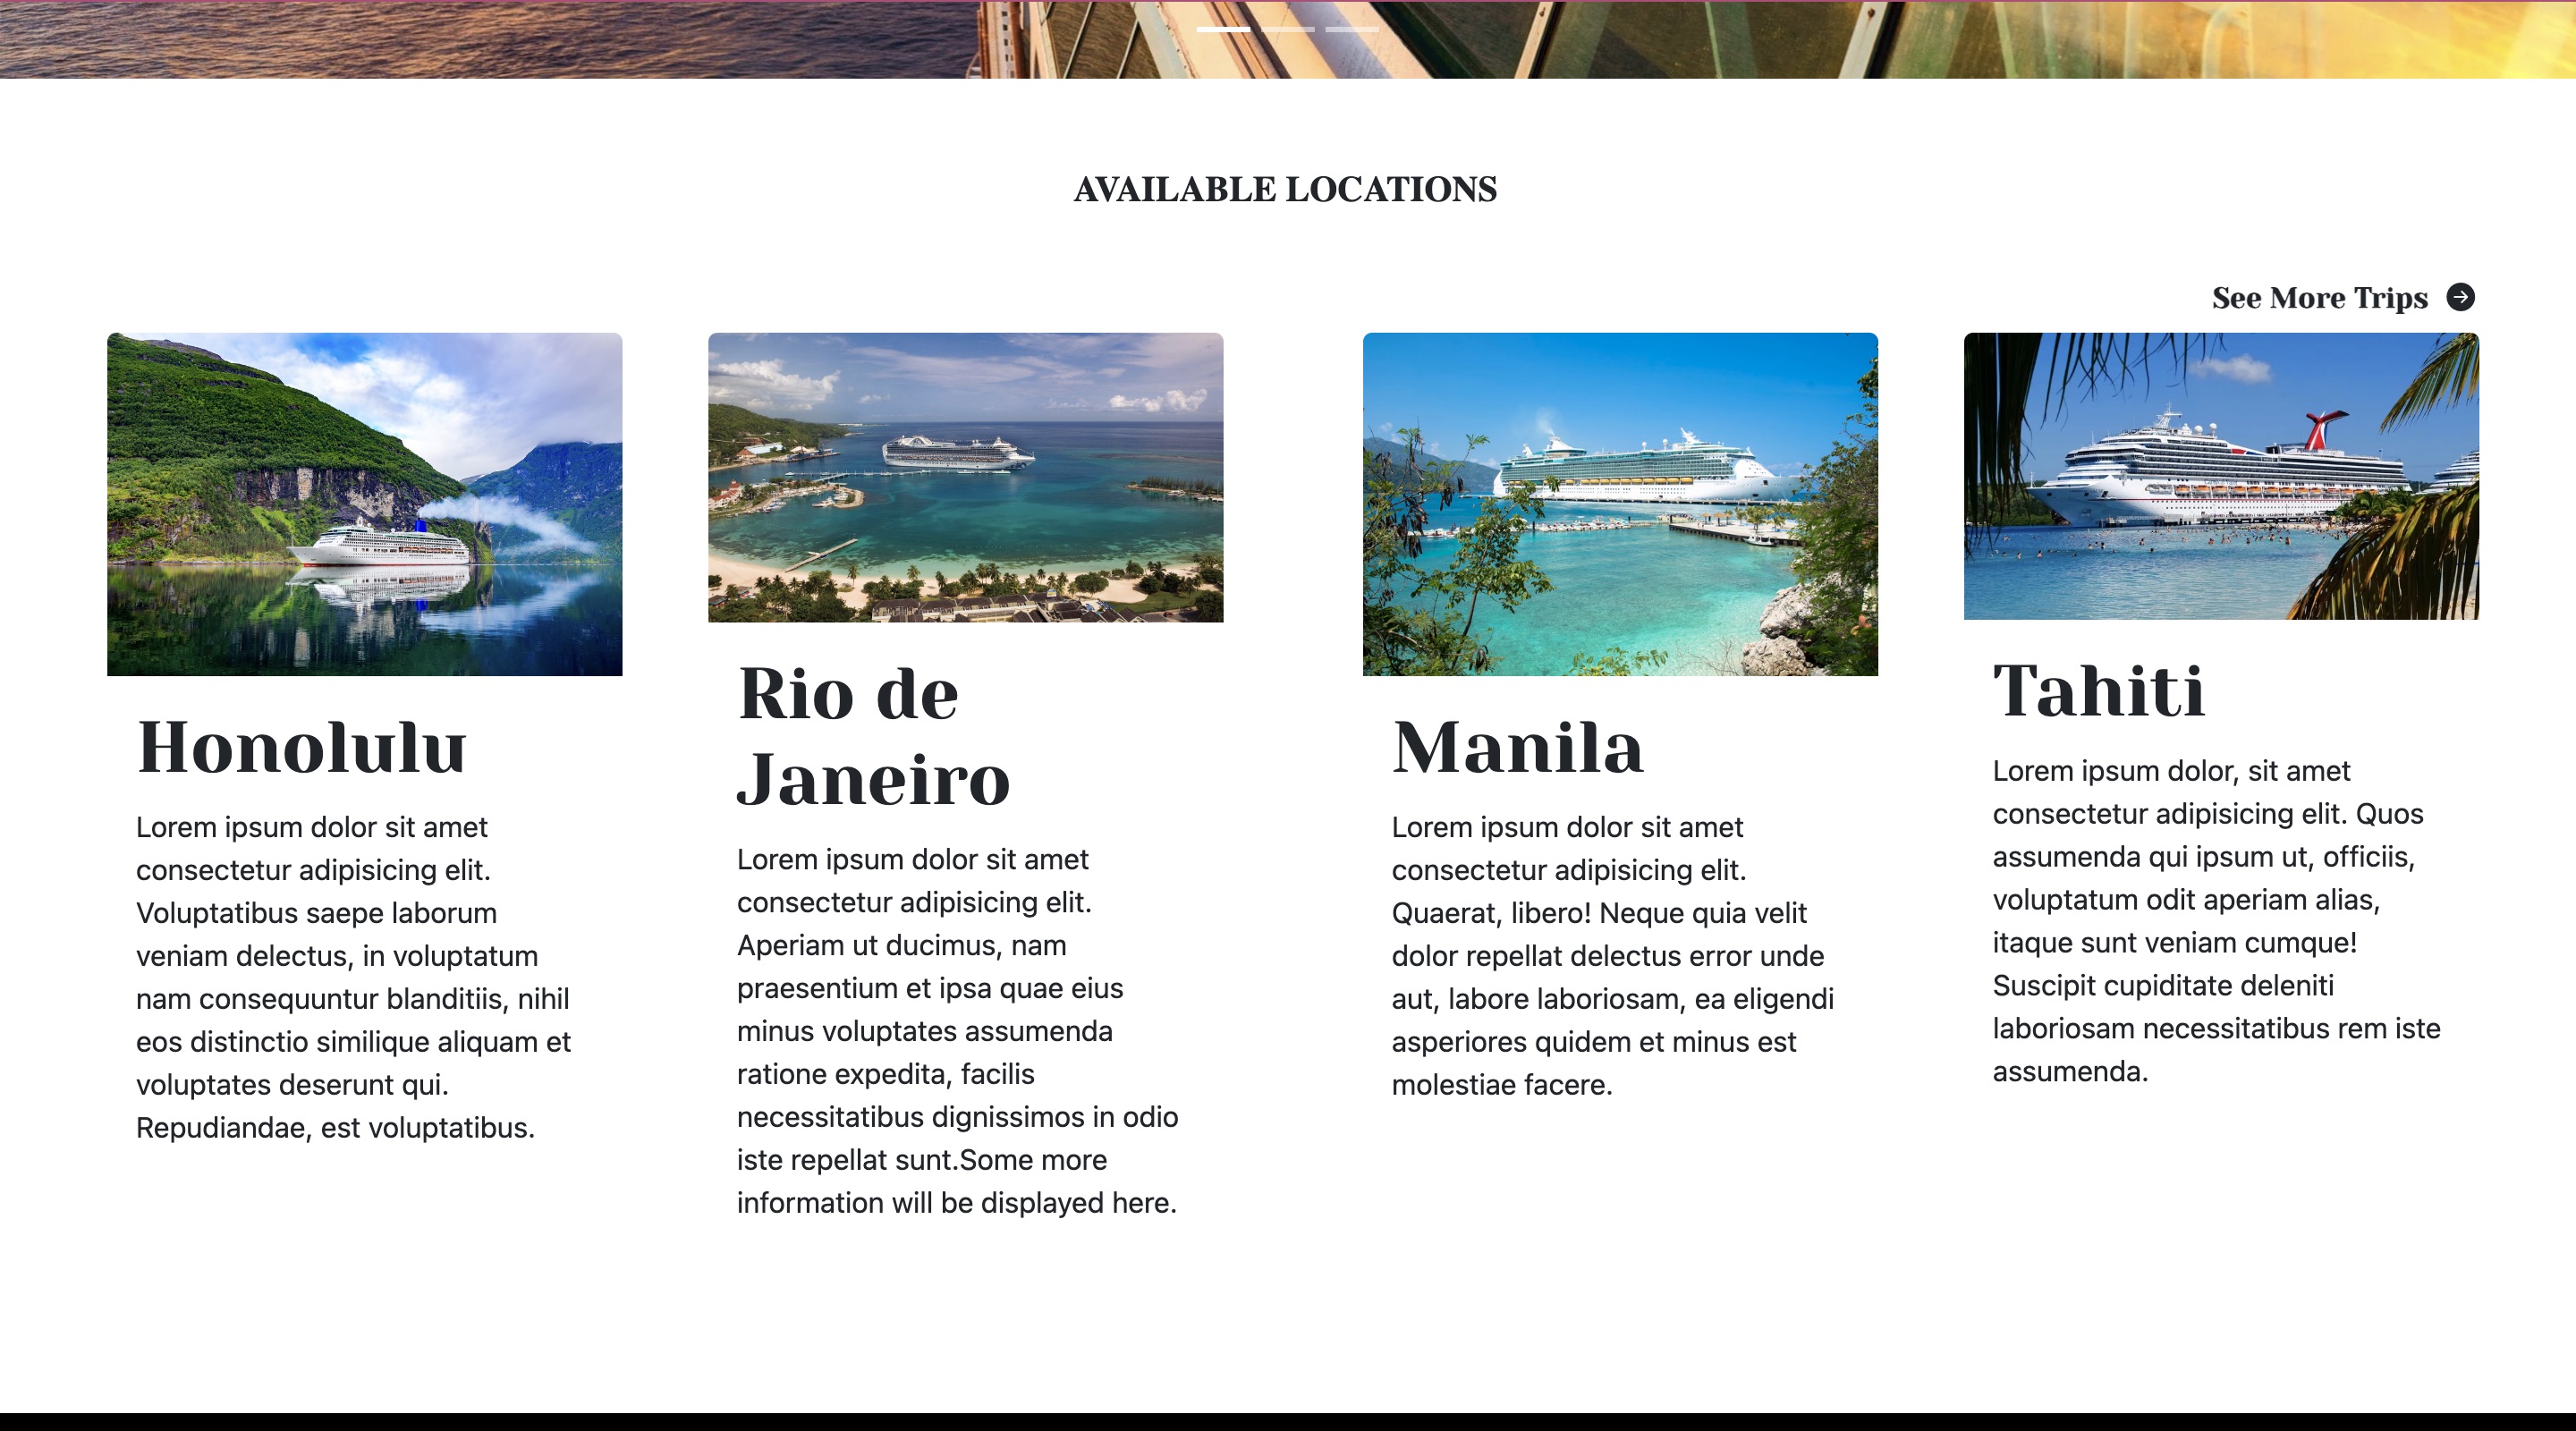 AVAILABLE LOCATIONS
See More Trips
Honolulu
Lorem ipsum dolor sit amet
consectetur adipisicing elit.
Voluptatibus saepe laborum
veniam delectus, in voluptatum
nam consequuntur blanditiis, nihil
eos distinctio similique aliquam et
voluptates deserunt qui.
Repudiandae, est voluptatibus.
Rio de
Janeiro
Lorem ipsum dolor sit amet
consectetur adipisicing elit.
Aperiam ut ducimus, nam
praesentium et ipsa quae eius
minus voluptates assumenda
ratione expedita, facilis
necessitatibus dignissimos in odio
iste repellat sunt.Some more
information will be displayed here.
Manila
Lorem ipsum dolor sit amet
consectetur adipisicing elit.
Quaerat, libero! Neque quia velit
dolor repellat delectus error unde
aut, labore laboriosam, ea eligendi
asperiores quidem et minus est
molestiae facere.
Tahiti
Lorem ipsum dolor, sit amet
consectetur adipisicing elit. Quos
assumenda qui ipsum ut, officiis,
voluptatum odit aperiam alias,
itaque sunt veniam cumque!
Suscipit cupiditate deleniti
laboriosam necessitatibus rem iste
assumenda.